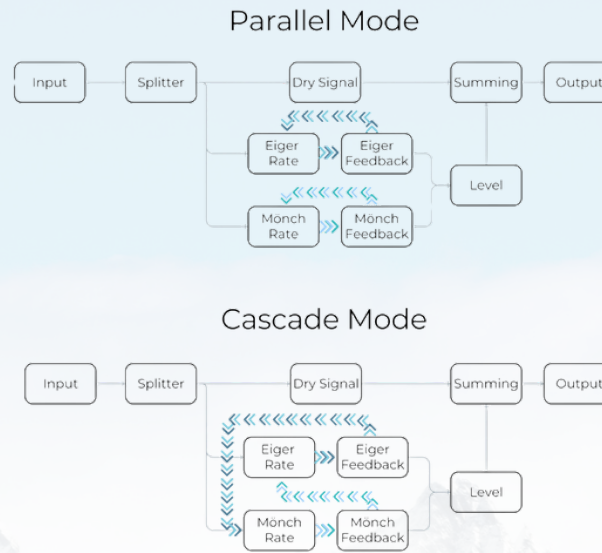 Parallel Mode
Input
Splitter
Dry Signal
Summing
Output
Eiger
Rate
Eiger
Feedback
Level
Mönch
Rate
Mönch
Feedback
Cascade Mode
Input
Splitter
Dry Signal
Summing
Output
Eiger
Rate
Eiger
Feedback
Level
Mönch
Rate
Mönch
Feedback